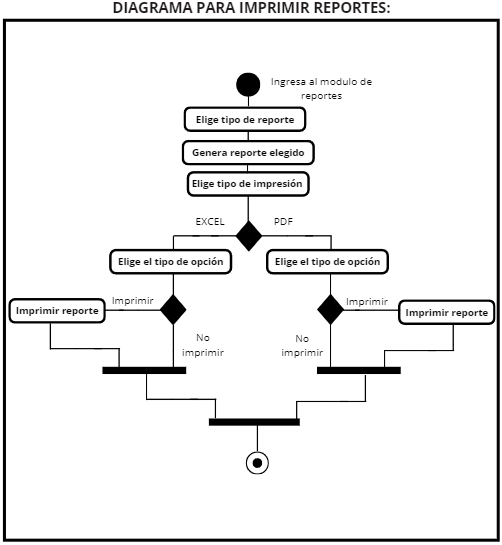 DIAGRAMA PARA IMPRIMIR REPORTES:
Ingresa al modulo de
reportes
Elige tipo de reporte
Genera reporte elegido
Elige tipo de impresión
EXCEL
PDF
Elige el tipo de opción
Elige el tipo de opción
Imprimir reporte
Imprimir
Imprimir
Imprimir reporte
No
imprimir
No
imprimir